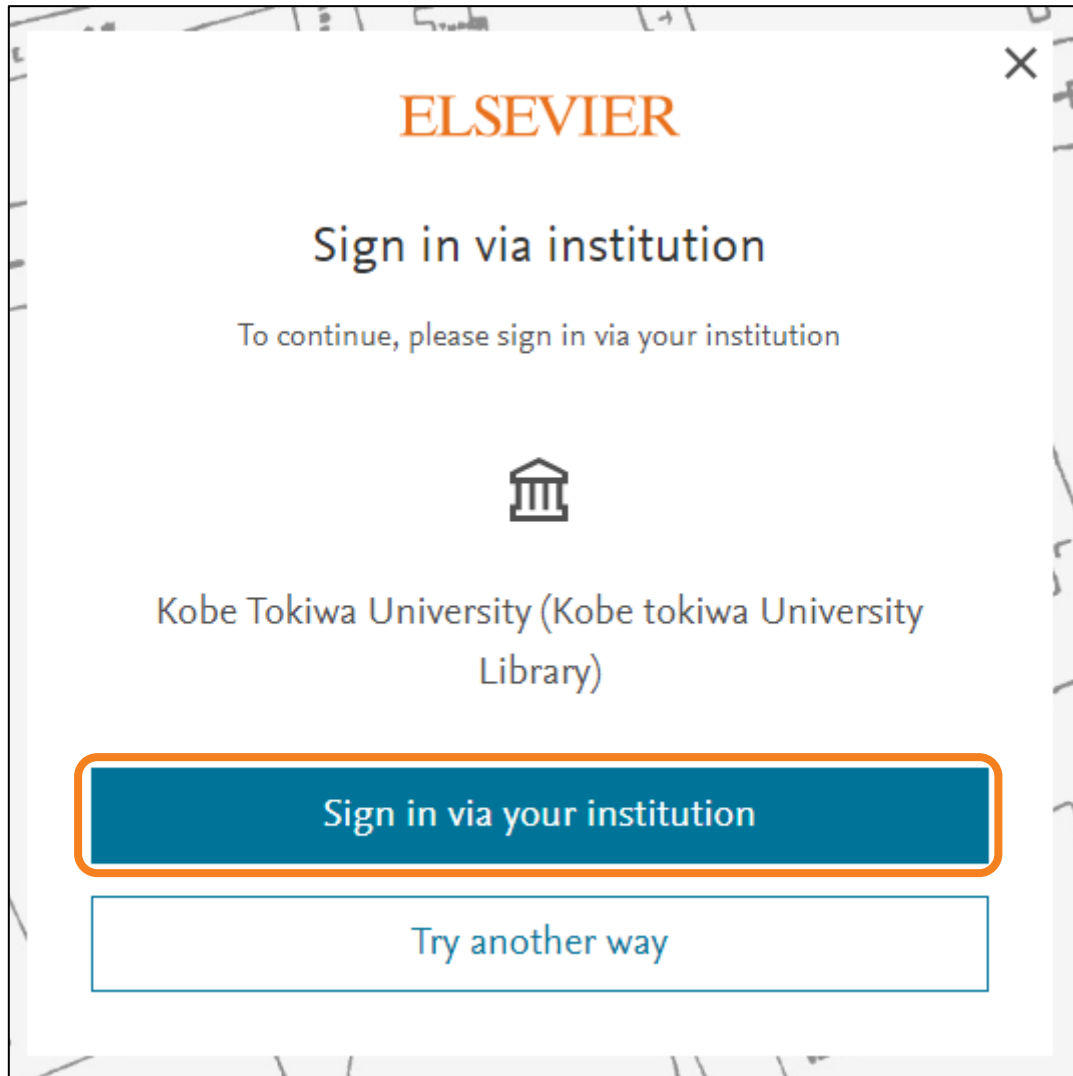 ELSEVIER
Sign in via institution
To continue, please sign in via your institution
Kobe Tokiwa University (Kobe tokiwa University
Library)
Sign in via your institution
Try another way